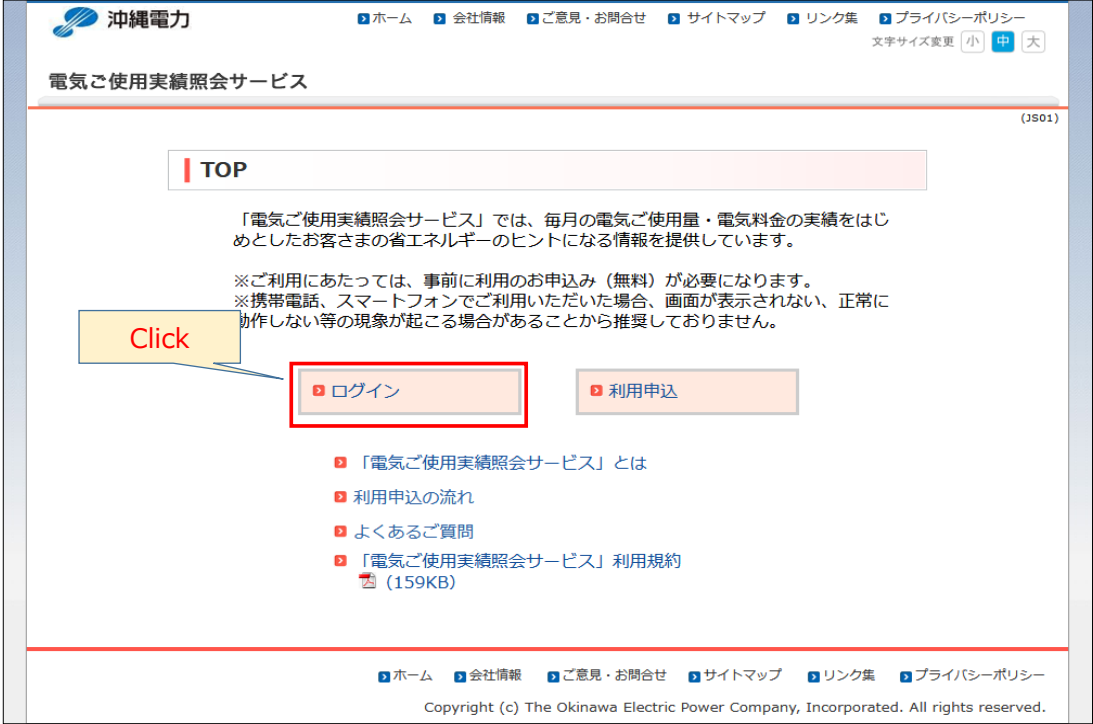 沖縄電力
ホーム 会社情報 ご意見・お問合せ サイトマップ リンク集 プライバシーポリシー
文字サイズ変更 小 中 大
電気ご使用実績照会サービス
(JS01)
TOP
「電気ご使用実績照会サービス」では、毎月の電気ご使用量・電気料金の実績をはじ
めとしたお客さまの省エネルギーのヒントになる情報を提供しています。
※ご利用にあたっては、事前に利用のお申込み（無料）が必要になります。
※携帯電話、スマートフォンでご利用いただいた場合、画面が表示されない、正常に
動作しない等の現象が起こる場合があることから推奨しておりません。
Click
ログイン 利用申込
「電気ご使用実績照会サービス」とは
利用申込の流れ
よくあるご質問
「電気ご使用実績照会サービス」利用規約
（159KB）
ホーム 会社情報 ご意見・お問合せ サイトマップ リンク集 プライバシーポリシー
Copyright (c) The Okinawa Electric Power Company, Incorporated. All rights reserved.